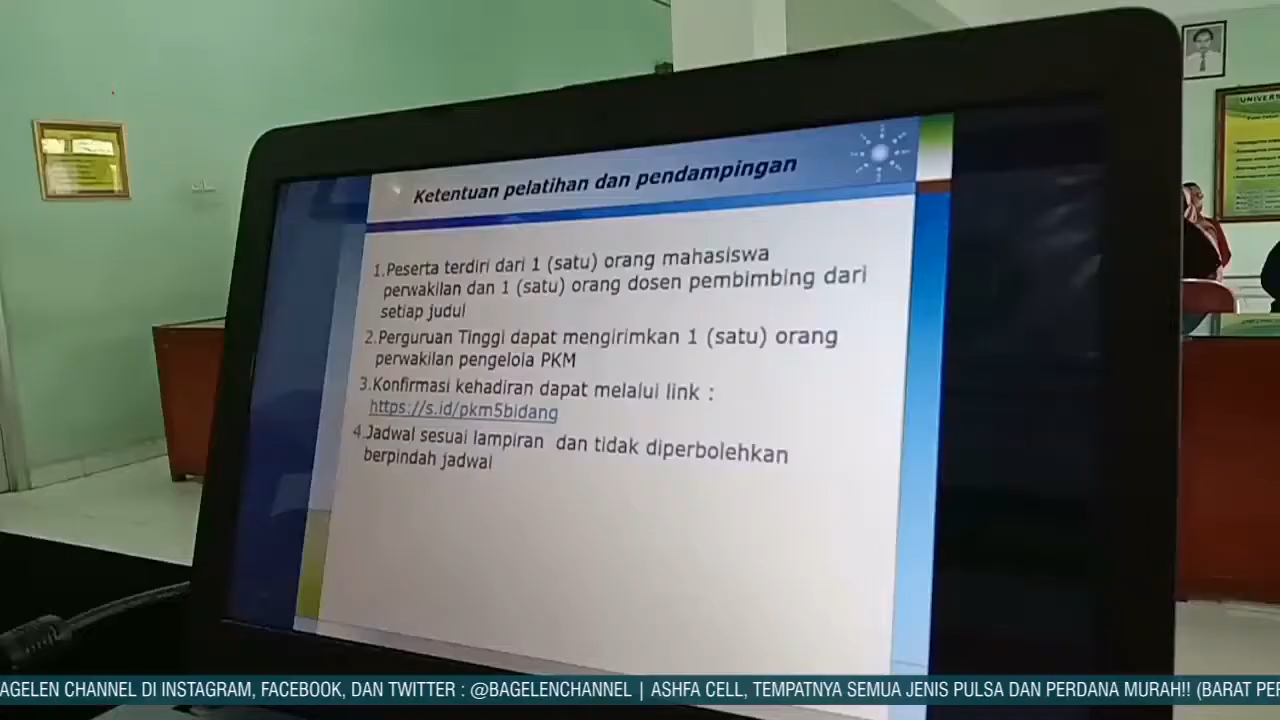 UNIVERS
Ketentuan pelatihan dan pendampingan
1.Peserta terdiri dari 1 (satu) orang mahasiswa
perwakilan dan 1 (satu) orang dosen pembimbing dari
setiap judul
2.Perguruan Tinggi dapat mengirimkan 1 (satu) orang
perwakilan pengelola PKM
3.Konfirmasi kehadiran dapat melalui link :
https://s.id/pkm5bidang
4.Jadwal sesuai lampiran dan tidak diperbolehkan
berpindah jadwal
AGELEN CHANNEL DI INSTAGRAM, FACEBOOK, DAN TWITTER : @BAGELENCHANNEL | ASHFA CELL, TEMPATNYA SEMUA JENIS PULSA DAN PERDANA MURAH!! (BARAT PER